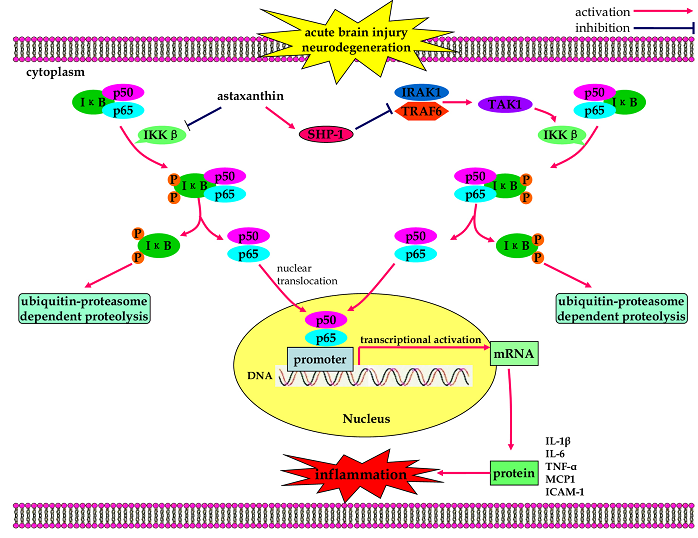 acute brain injury
neurodegeneration
activation
inhibition
cytoplasm
p50
IκB
p65
IKK β
astaxanthin
SHP-1
IRAK1
TRAF6
TAK1
p50
IκB
p65
IKK β
P
P
IκB
p50
p65
p50
p65
IκB
P
P
P
P
IκB
p50
p65
p50
p65
IκB
P
P
nuclear
translocation
ubiquitin-proteasome
dependent proteolysis
ubiquitin-proteasome
dependent proteolysis
p50
p65
promoter
transcriptional activation
mRNA
DNA
Nucleus
inflammation
protein
IL-1β
IL-6
TNF-α
MCP1
ICAM-1